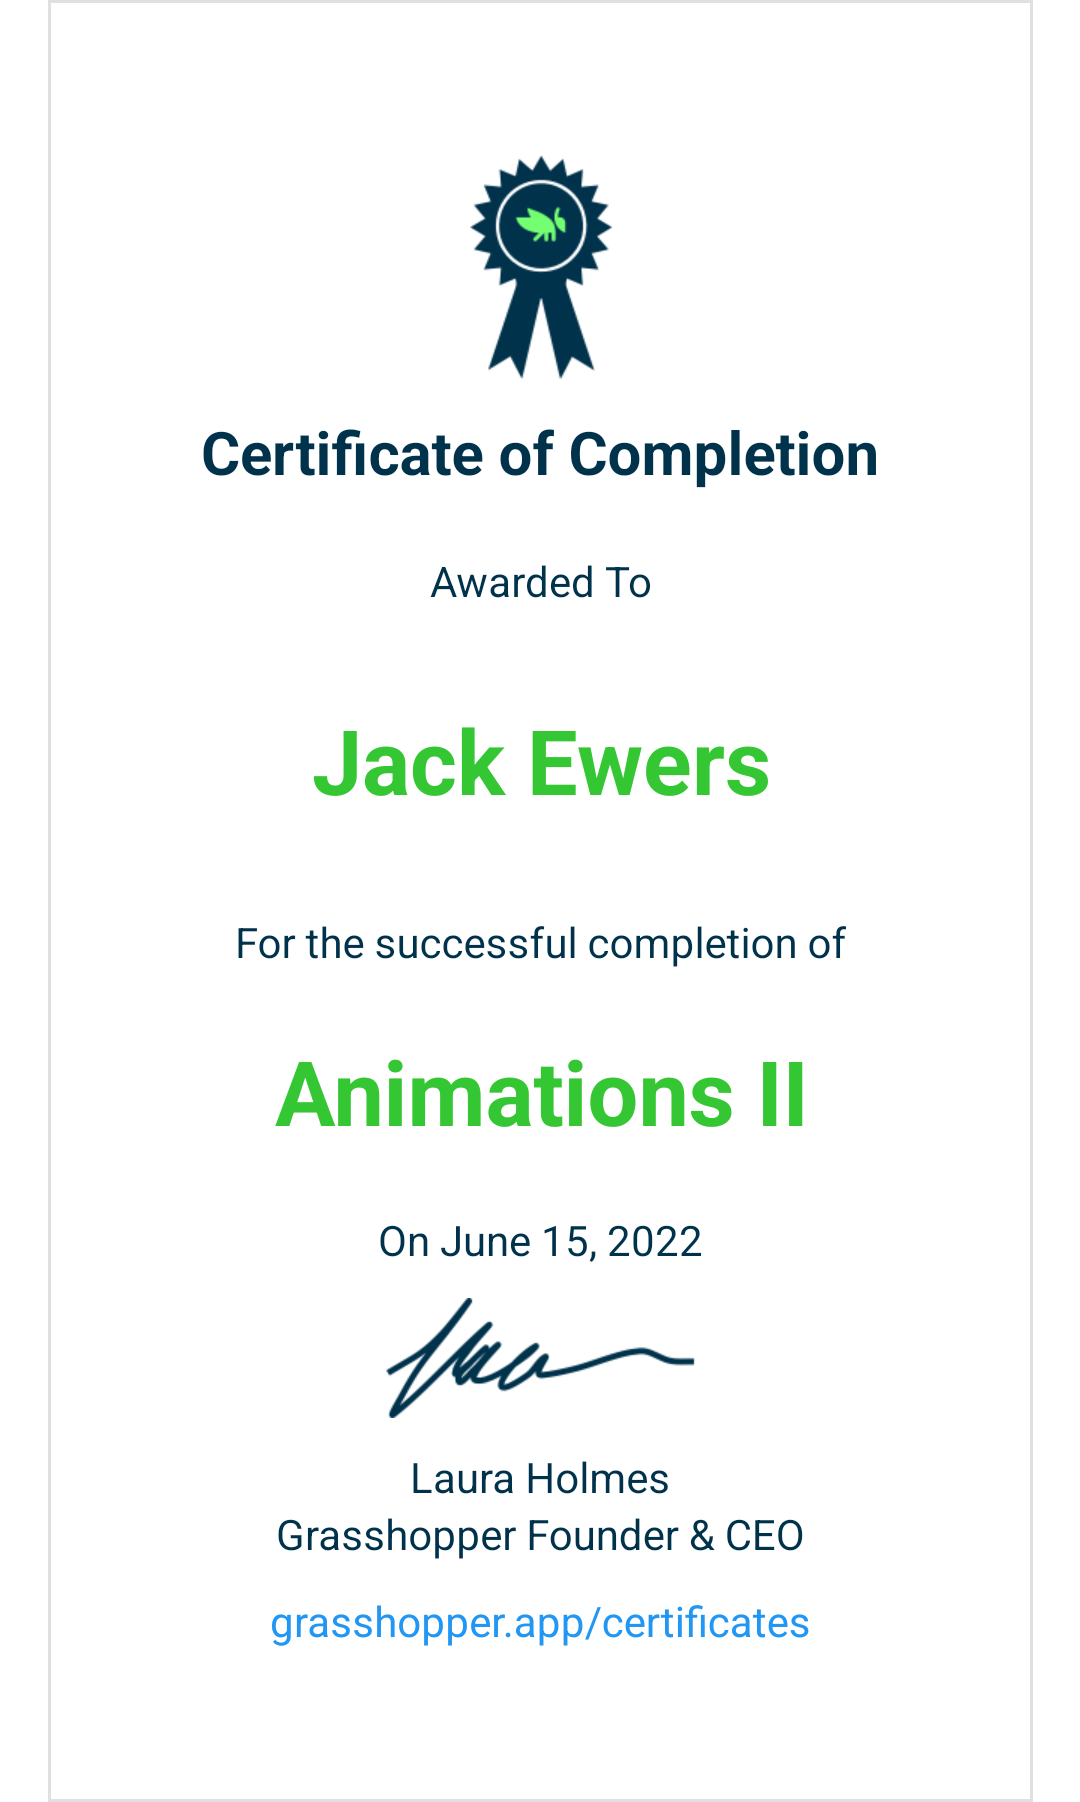 Certificate of Completion
Awarded To
Jack Ewers
For the successful completion of
Animations II
On June 15, 2022
Laura Holmes
Grasshopper Founder & CEO
grasshopper.app/certificates